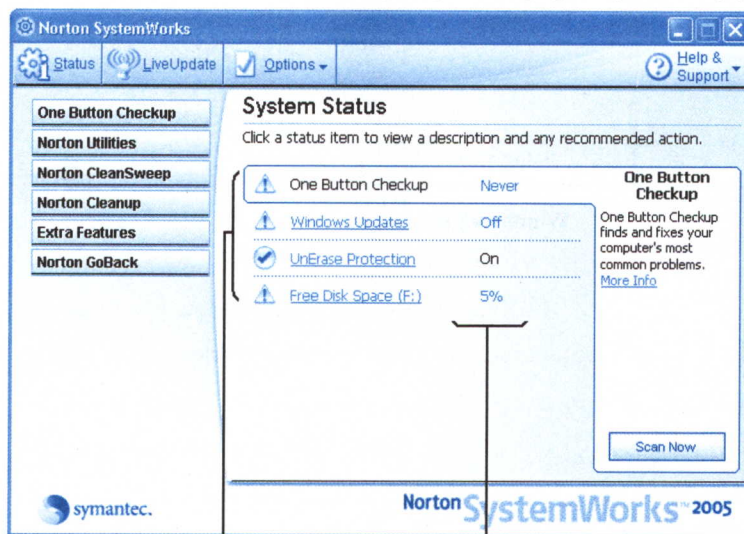 Norton SystemWorks
Status
LiveUpdate
Options
Help &
Support
One Button Checkup
Norton Utilities
Norton CleanSweep
Norton Cleanup
Extra Features
Norton GoBack
System Status
Click a status item to view a description and any recommended action.
One Button Checkup Never
Windows Updates Off
UnErase Protection On
Free Disk Space (F:) 5%
One Button
Checkup
One Button Checkup
finds and fixes your
computer's most
common problems.
More Info
Scan Now
symantec.
Norton SystemWorks™ 2005